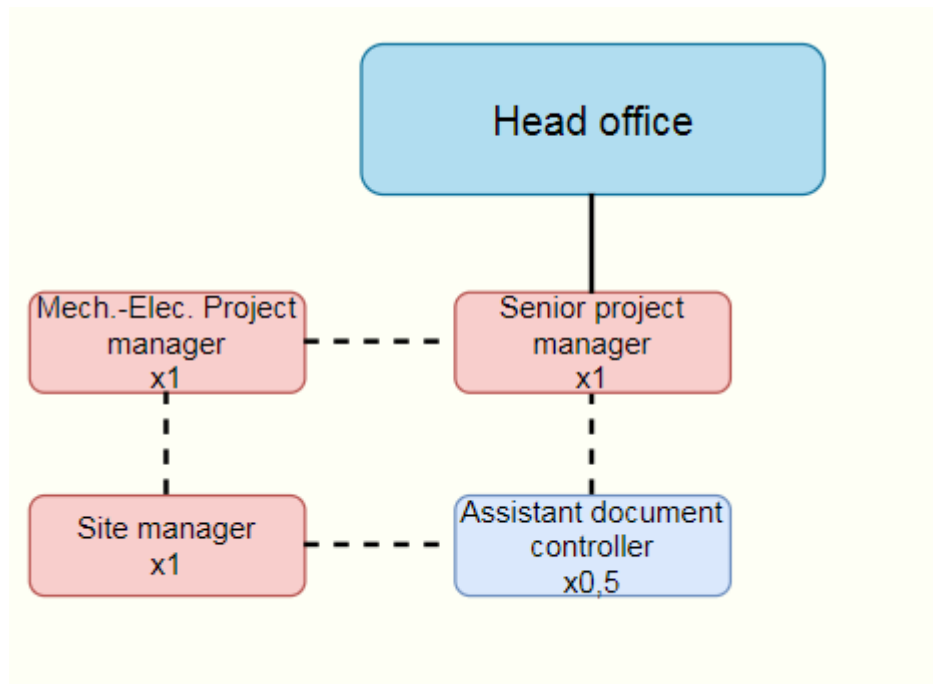 Head office
Mech.-Elec. Project
manager
x1
Senior project
manager
x1
Site manager
x1
Assistant document
controller
x0,5